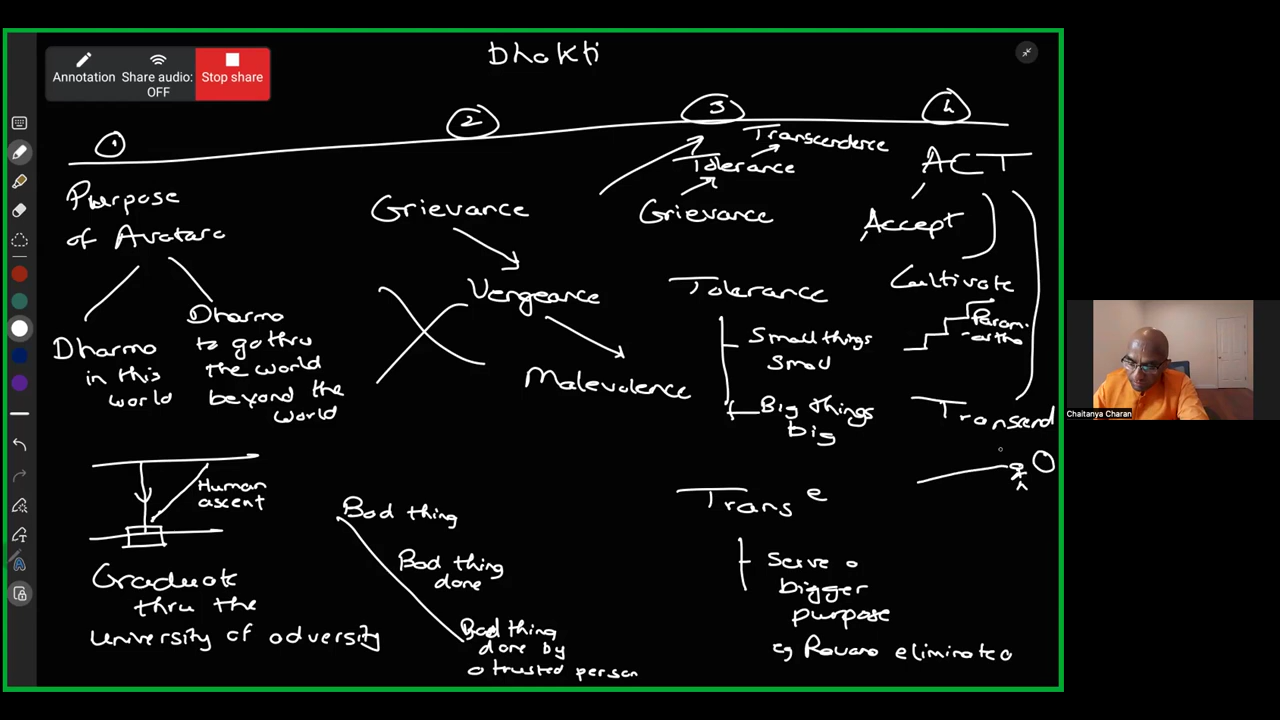 Annotation
Share audio:
OFF
Stop share
Bhakti
1
2
3
4
Purpose
of Avatara
Dharma
in this
world
Dharma
to go thru
the world
beyond the
world
Human
ascent
Graduate
thru the
university of adversity
Grievance
Vengeance
Malevolence
Bad thing
Bad thing
done
Bad thing
done by
a trusted person
Transcendence
Tolerance
Grievance
Tolerance
Small things
small
Big things
big
Trans e
Serve a
bigger
purpose
eg Ravana eliminated
ACT
Accept
Cultivate
Param-
artha
Transcend
Chaitanya Charan